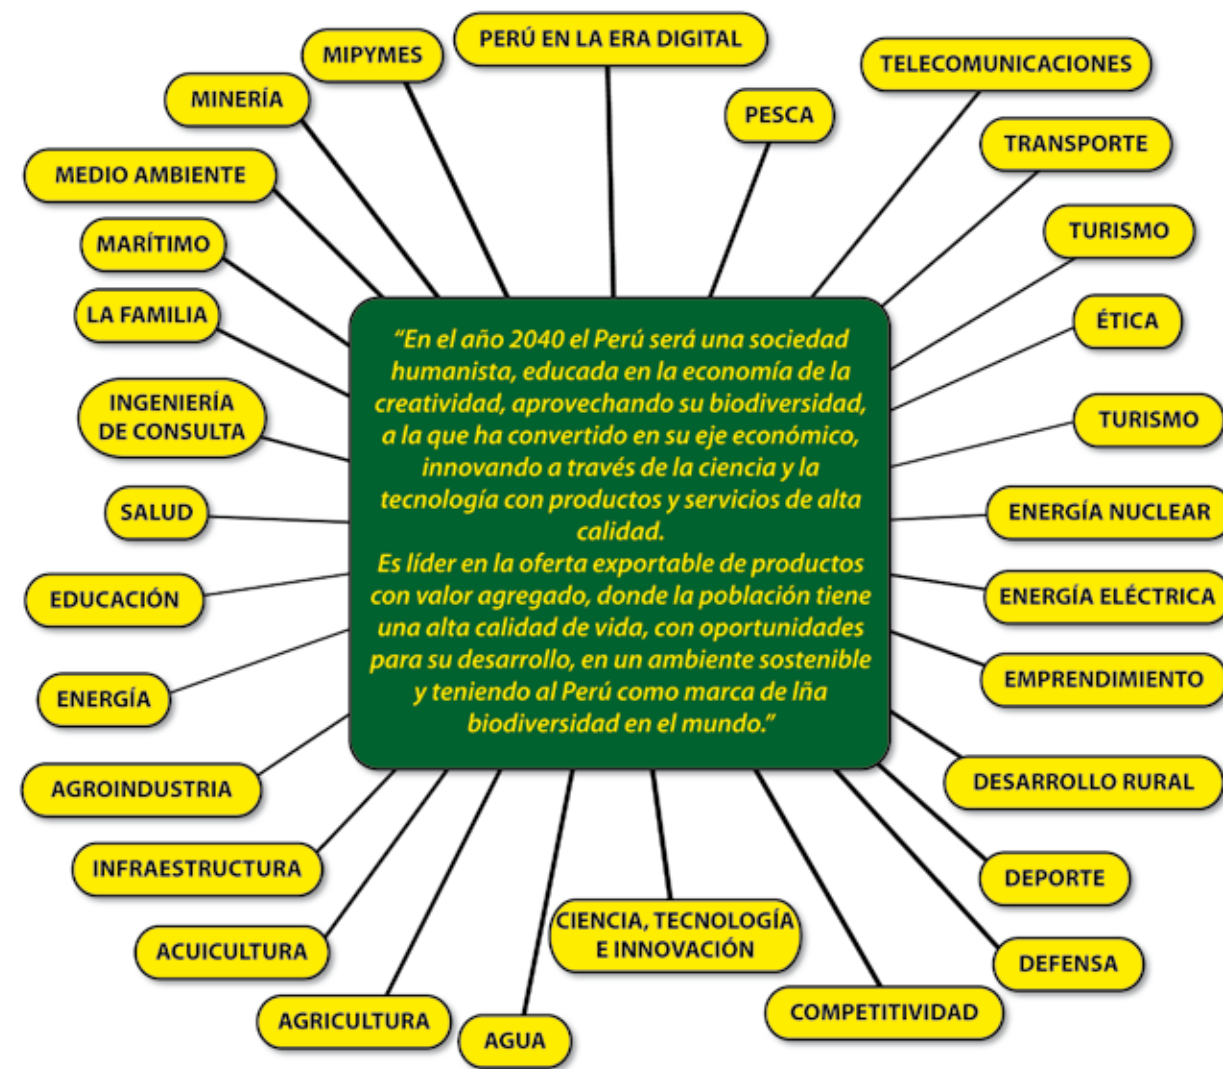 PERÚ EN LA ERA DIGITAL
MIPYMES
TELECOMUNICACIONES
MINERÍA
PESCA
TRANSPORTE
MEDIO AMBIENTE
TURISMO
MARÍTIMO
LA FAMILIA
ÉTICA
INGENIERÍA
DE CONSULTA
TURISMO
SALUD
ENERGÍA NUCLEAR
EDUCACIÓN
ENERGÍA ELÉCTRICA
ENERGÍA
EMPRENDIMIENTO
AGROINDUSTRIA
DESARROLLO RURAL
INFRAESTRUCTURA
DEPORTE
ACUICULTURA
CIENCIA, TECNOLOGÍA
E INNOVACIÓN
DEFENSA
AGRICULTURA
AGUA
COMPETITIVIDAD
“En el año 2040 el Perú será una sociedad
humanista, educada en la economía de la
creatividad, aprovechando su biodiversidad,
a la que ha convertido en su eje económico,
innovando a través de la ciencia y la
tecnología con productos y servicios de alta
calidad.
Es líder en la oferta exportable de productos
con valor agregado, donde la población tiene
una alta calidad de vida, con oportunidades
para su desarrollo, en un ambiente sostenible
y teniendo al Perú como marca de lña
biodiversidad en el mundo.”